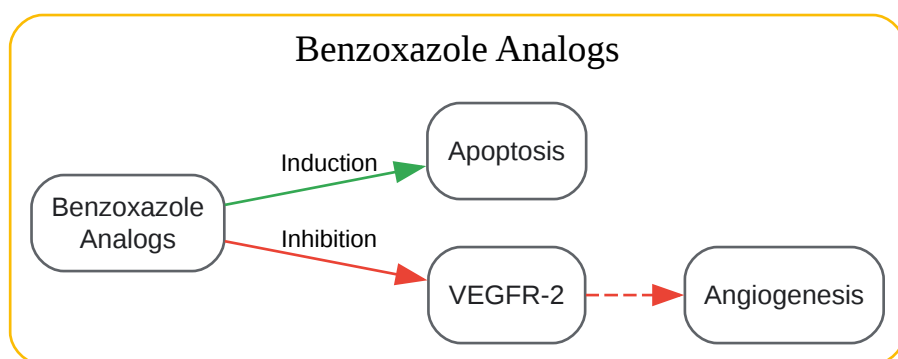 Benzoxazole Analogs
Induction
Apoptosis
Benzoxazole
Analogs
Inhibition
VEGFR-2
Angiogenesis